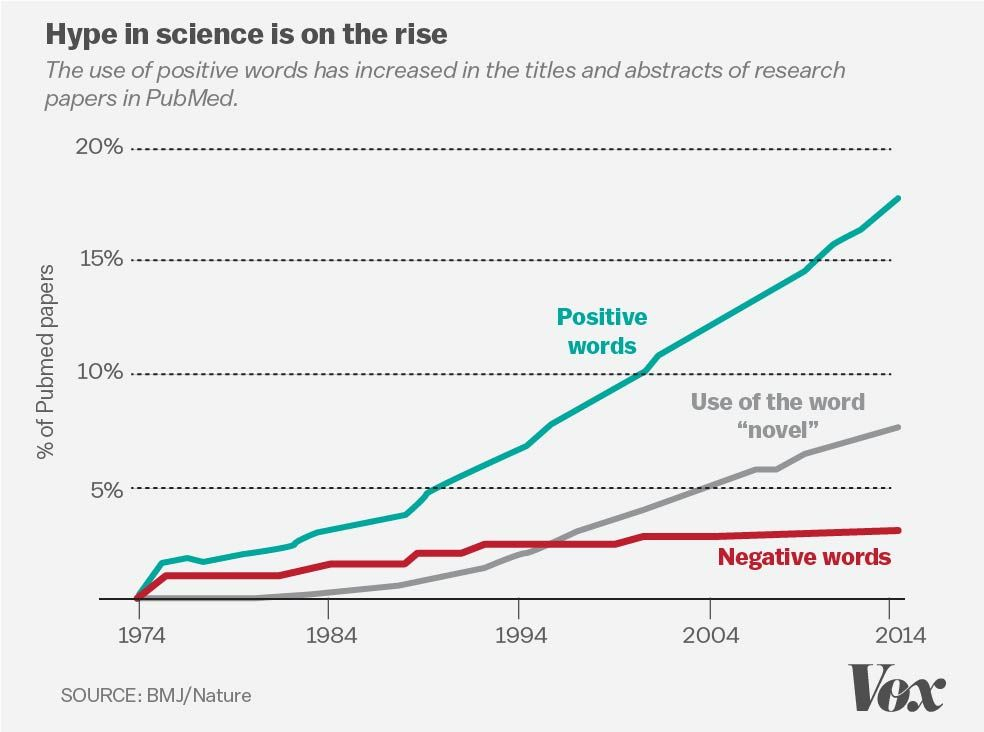 Hype in science is on the rise
The use of positive words has increased in the titles and abstracts of research
papers in PubMed.
20%
15%
10%
5%
% of Pubmed papers
Positive
words
Use of the word
“novel”
Negative words
1974
1984
1994
2004
2014
SOURCE: BMJ/Nature
Vox